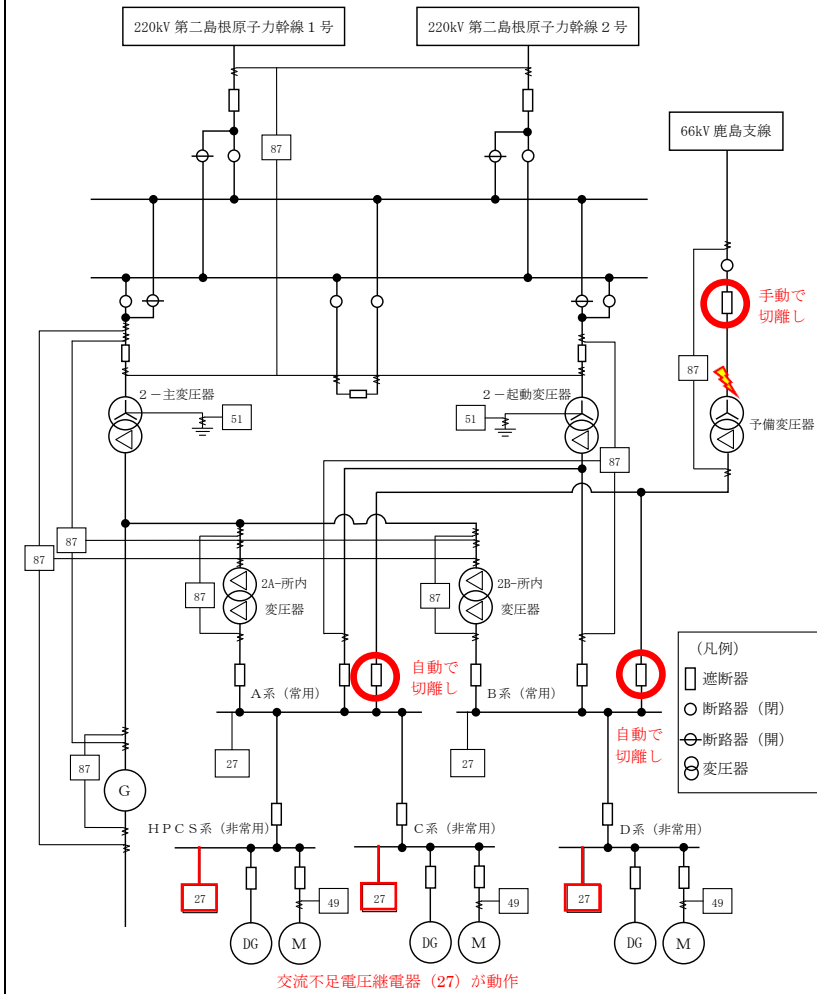 220kV 第二島根原子力幹線１号
220kV 第二島根原子力幹線２号
66kV 鹿島支線
87
手動で
切離し
87
２－主変圧器
51
51
２－起動変圧器
予備変圧器
87
87
87
87
2A-所内
変圧器
87
2B-所内
変圧器
自動で
切離し
Ａ系（常用）
Ｂ系（常用）
自動で
切離し
（凡例）
遮断器
断路器（閉）
断路器（開）
変圧器
27
27
87
G
ＨＰＣＳ系（非常用）
Ｃ系（非常用）
Ｄ系（非常用）
27
49
27
49
27
49
DG
M
DG
M
DG
M
交流不足電圧継電器（27）が動作